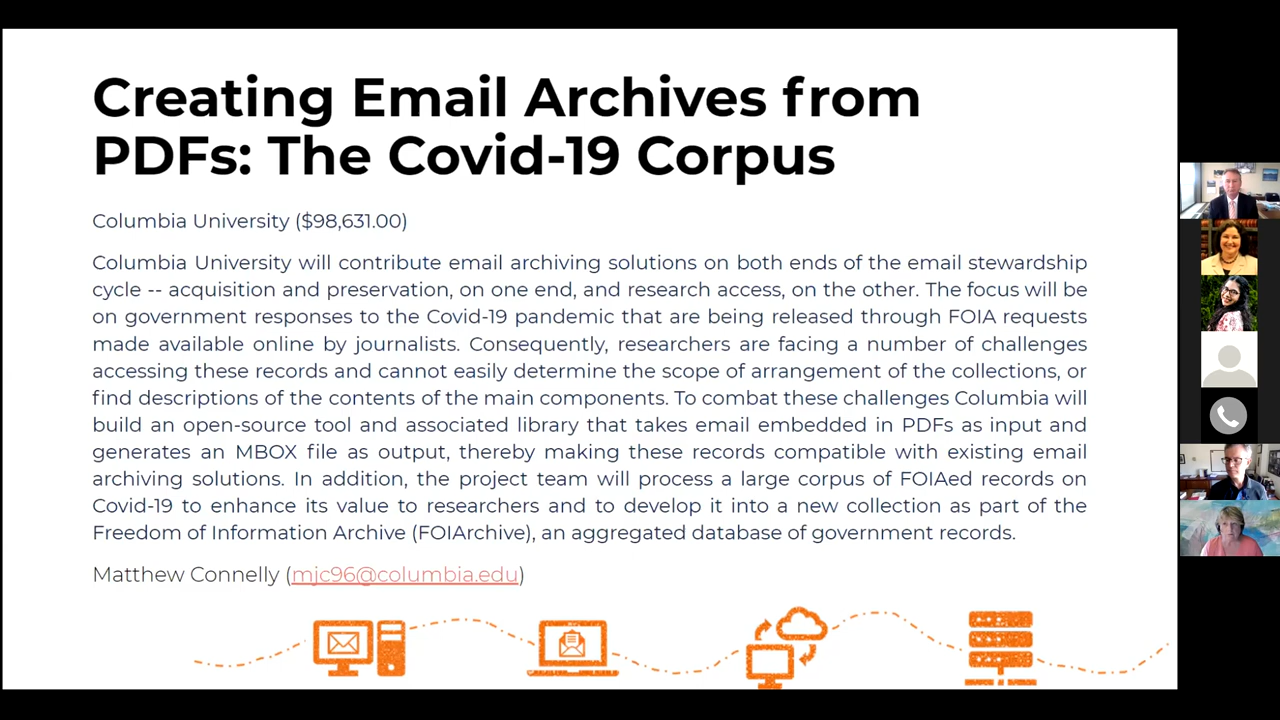 Creating Email Archives from
PDFs: The Covid-19 Corpus
Columbia University ($98,631.00)
Columbia University will contribute email archiving solutions on both ends of the email stewardship
cycle -- acquisition and preservation, on one end, and research access, on the other. The focus will be
on government responses to the Covid-19 pandemic that are being released through FOIA requests
made available online by journalists. Consequently, researchers are facing a number of challenges
accessing these records and cannot easily determine the scope of arrangement of the collections, or
find descriptions of the contents of the main components. To combat these challenges Columbia will
build an open-source tool and associated library that takes email embedded in PDFs as input and
generates an MBOX file as output, thereby making these records compatible with existing email
archiving solutions. In addition, the project team will process a large corpus of FOIAed records on
Covid-19 to enhance its value to researchers and to develop it into a new collection as part of the
Freedom of Information Archive (FOIArchive), an aggregated database of government records.
Matthew Connelly (mjc96@columbia.edu)